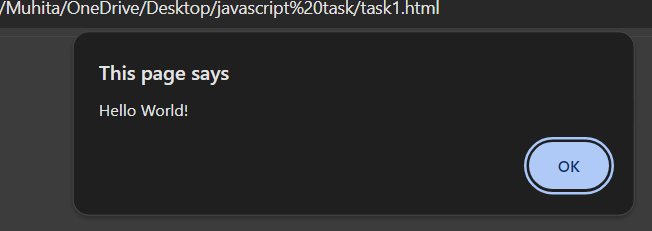 /Muhita/OneDrive/Desktop/javascript%20task/task1.html
This page says
Hello World!
OK